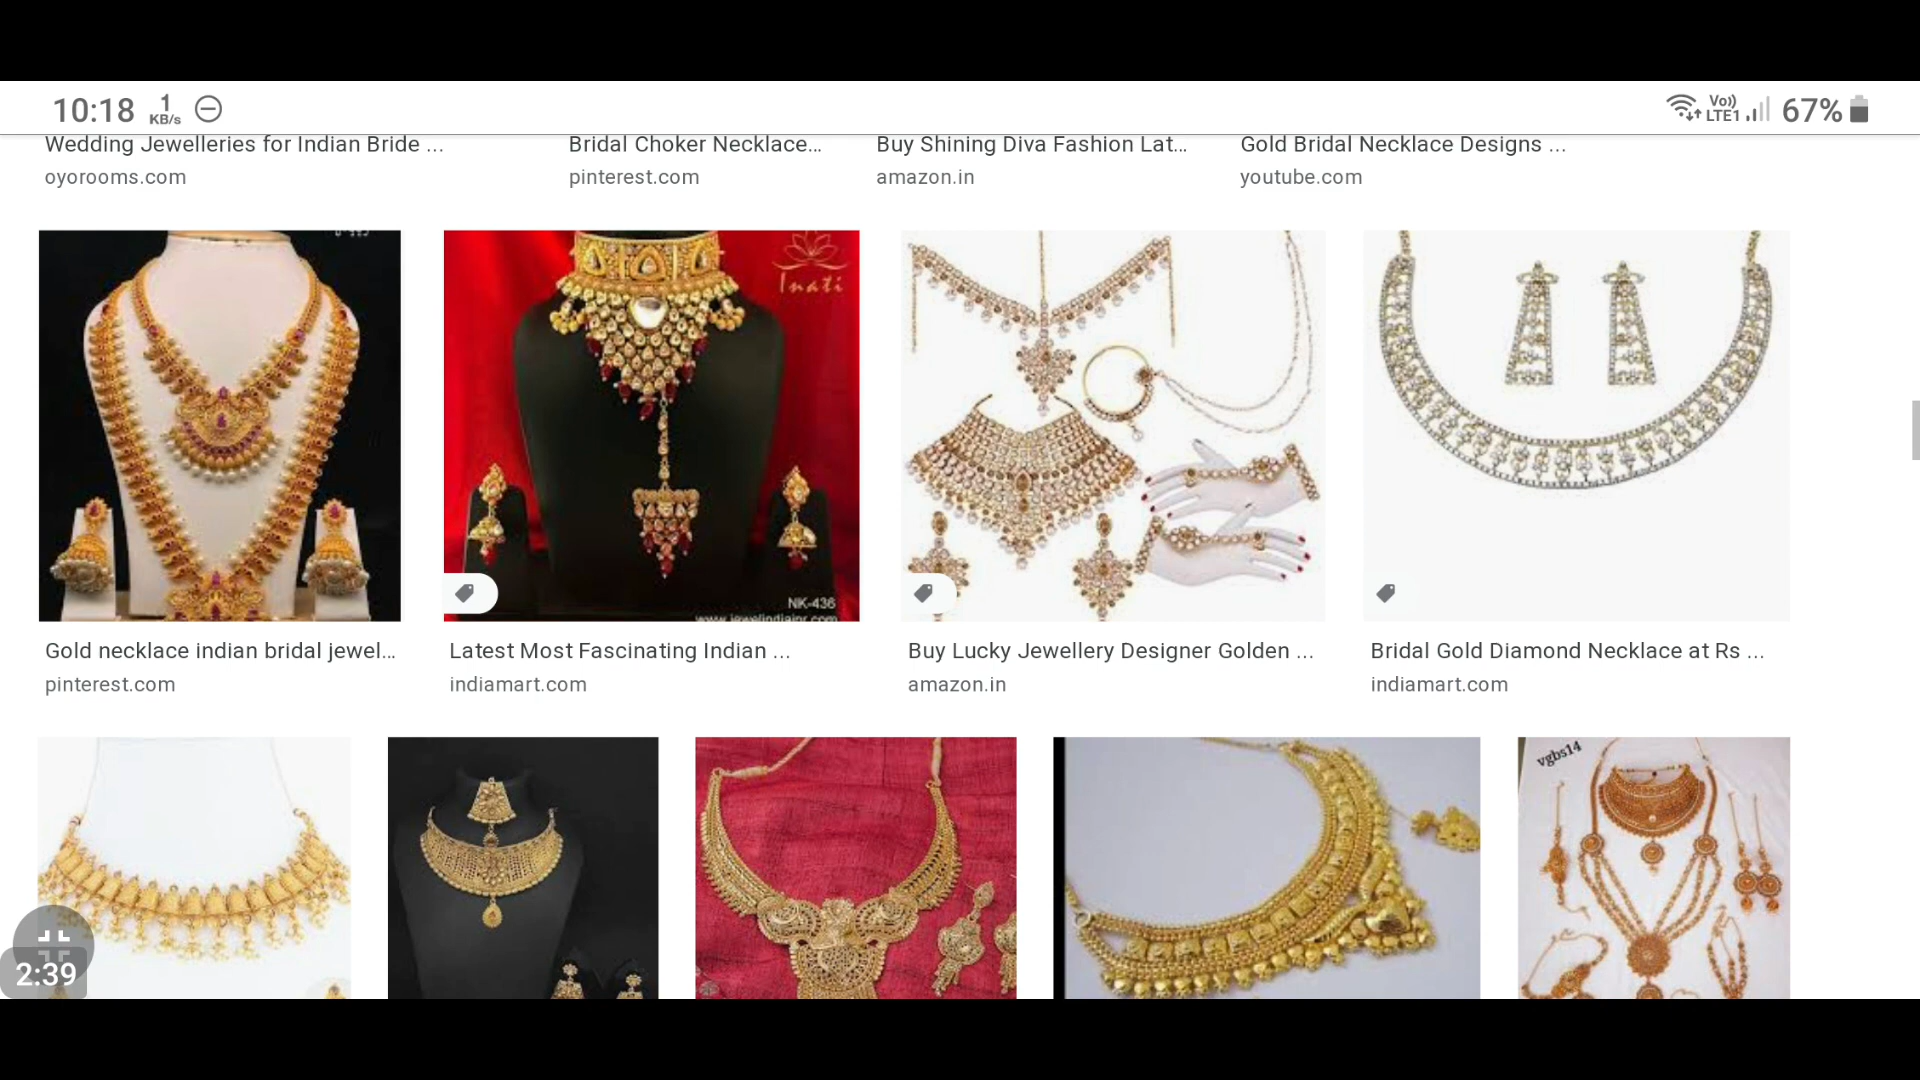 10:18 1 KB/s Vo)) LTE1 67%
Wedding Jewelleries for Indian Bride ...
oyorooms.com
Bridal Choker Necklace...
pinterest.com
Buy Shining Diva Fashion Lat...
amazon.in
Gold Bridal Necklace Designs ...
youtube.com
Inati
NK-436
www.jewelindiainr.com
Gold necklace indian bridal jewel...
pinterest.com
Latest Most Fascinating Indian ...
indiamart.com
Buy Lucky Jewellery Designer Golden ...
amazon.in
Bridal Gold Diamond Necklace at Rs ...
indiamart.com
vgbs14
2:39